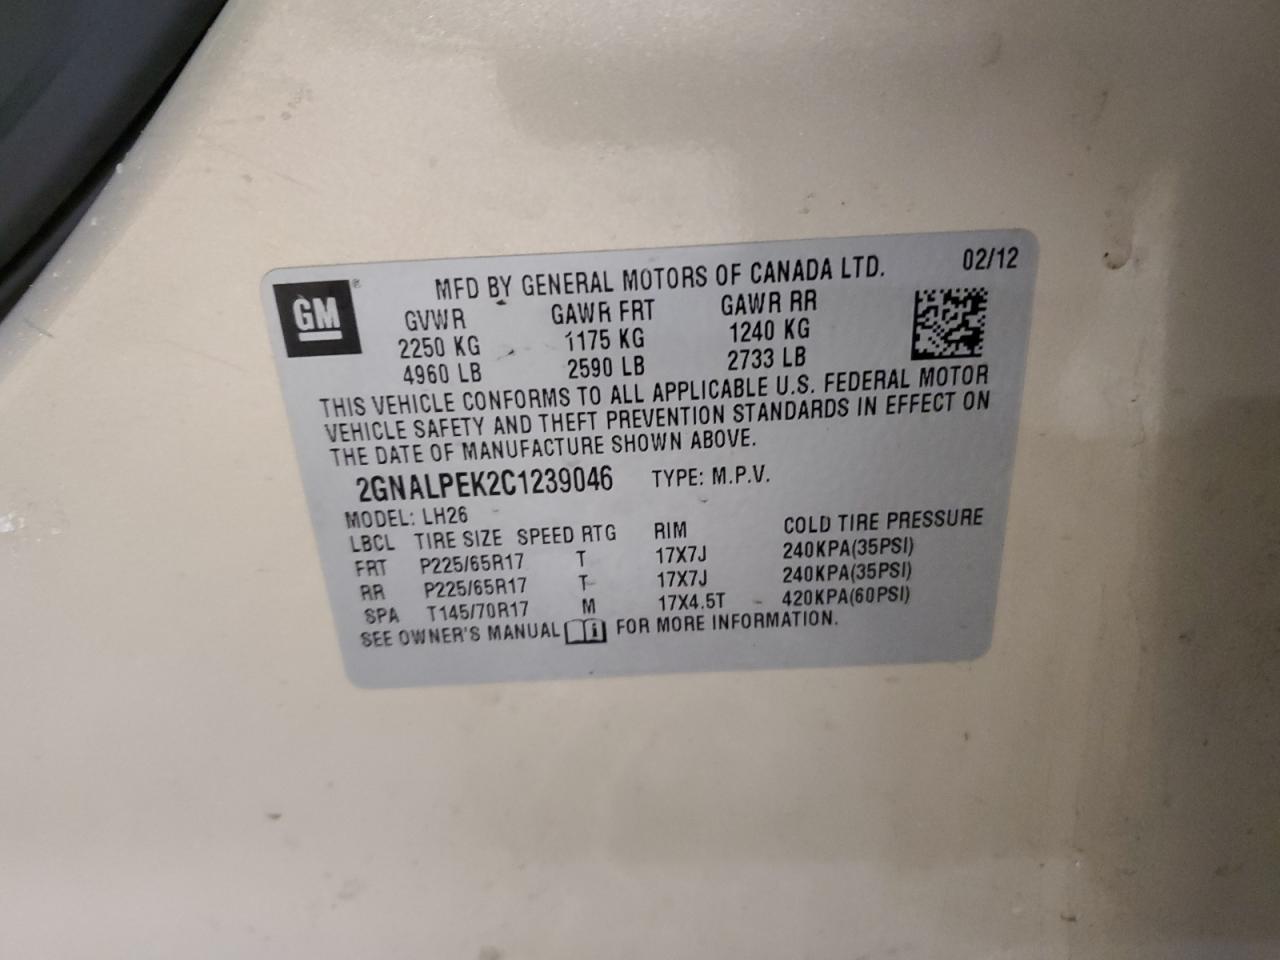 GM®
MFD BY GENERAL MOTORS OF CANADA LTD. 02/12
GVWR GAWR FRT GAWR RR
2250 KG 1175 KG 1240 KG
4960 LB 2590 LB 2733 LB
THIS VEHICLE CONFORMS TO ALL APPLICABLE U.S. FEDERAL MOTOR
VEHICLE SAFETY AND THEFT PREVENTION STANDARDS IN EFFECT ON
THE DATE OF MANUFACTURE SHOWN ABOVE.
2GNALPEK2C1239046 TYPE: M.P.V.
MODEL: LH26
LBCL TIRE SIZE SPEED RTG RIM COLD TIRE PRESSURE
FRT P225/65R17 T 17X7J 240KPA(35PSI)
RR P225/65R17 T 17X7J 240KPA(35PSI)
SPA T145/70R17 M 17X4.5T 420KPA(60PSI)
SEE OWNER'S MANUAL i FOR MORE INFORMATION.